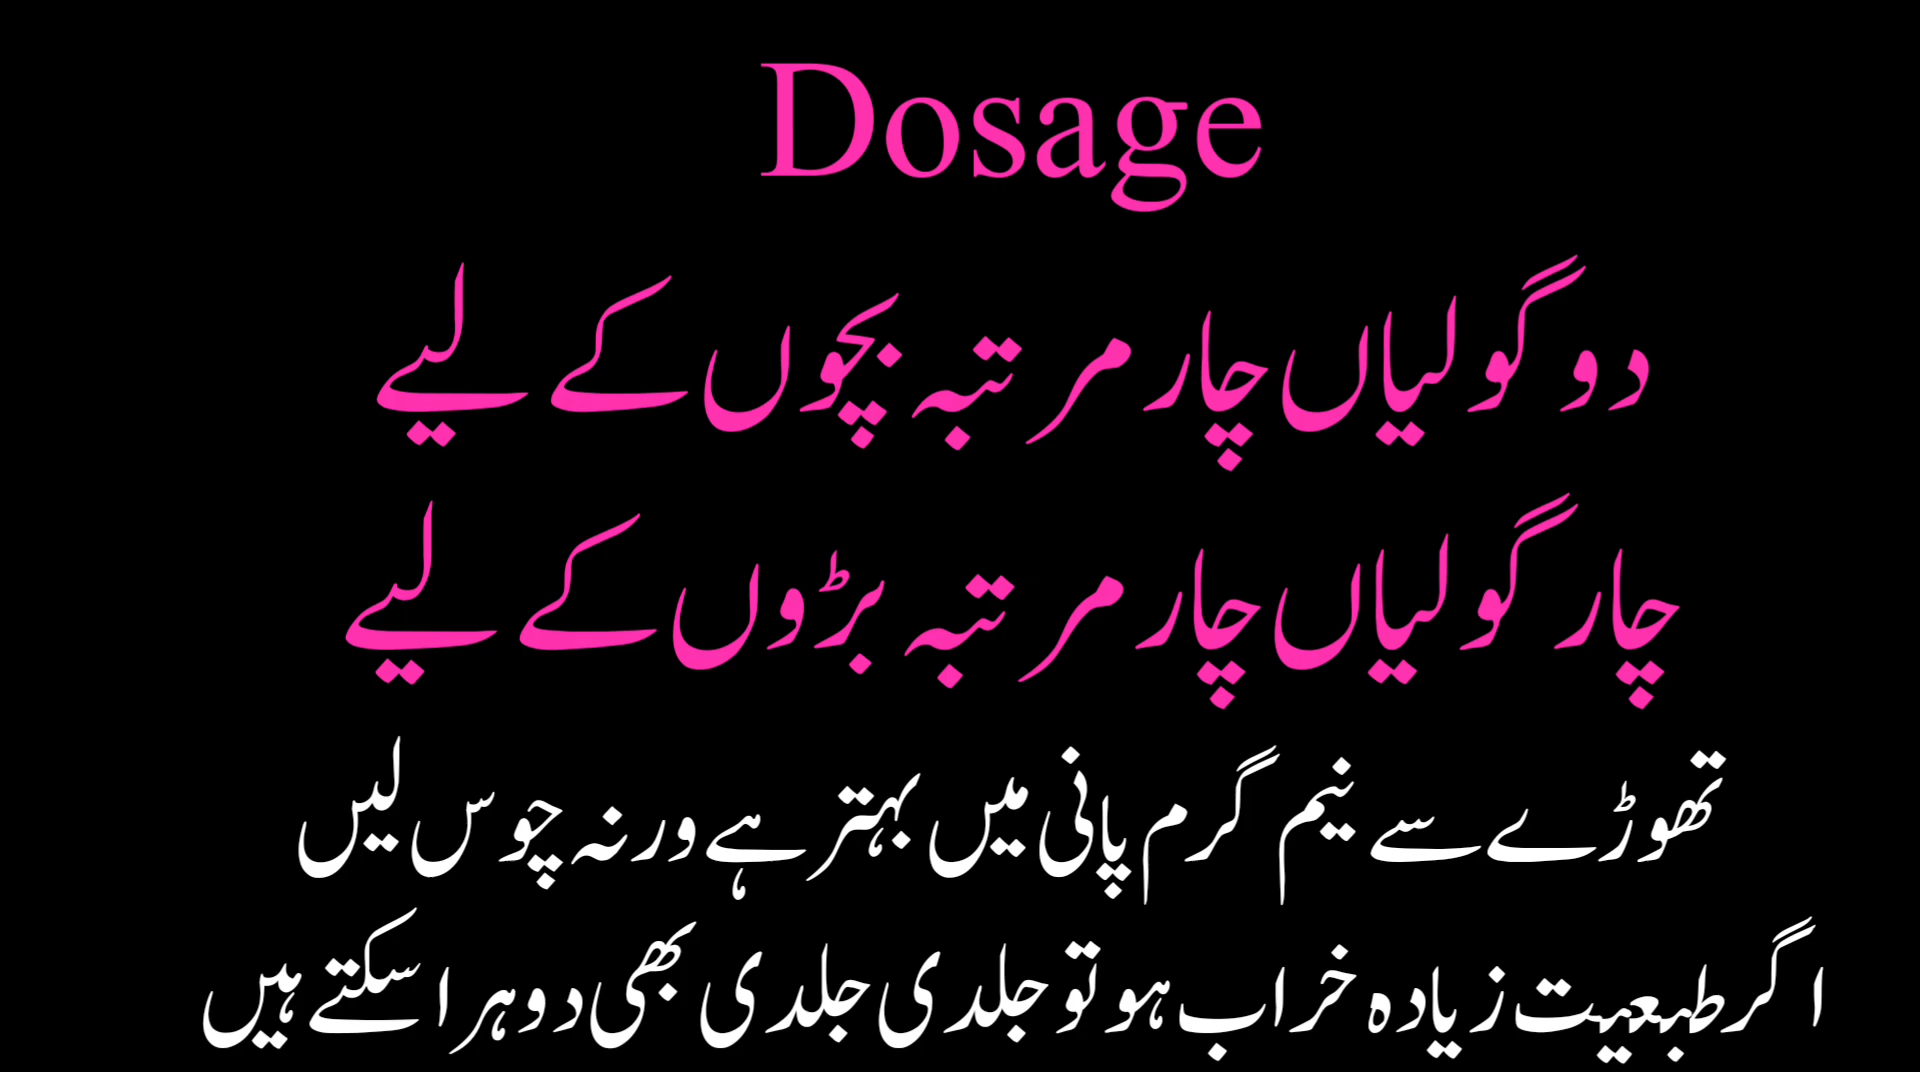 Dosage
دو گولیاں چار مرتبہ بچوں کے لیے
چار گولیاں چار مرتبہ بڑوں کے لیے
تھوڑے سے نیم گرم پانی میں بہتر ہے ورنہ چوس لیں
اگر طبعیت زیادہ خراب ہو تو جلدی جلدی بھی دوہرا سکتے ہیں